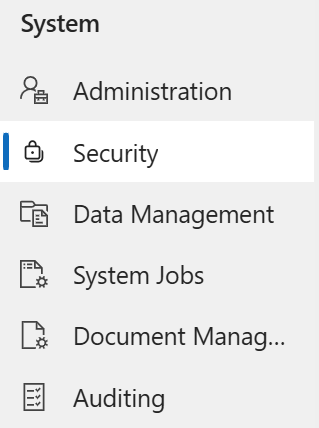 System
Administration
Security
Data Management
System Jobs
Document Manag...
Auditing